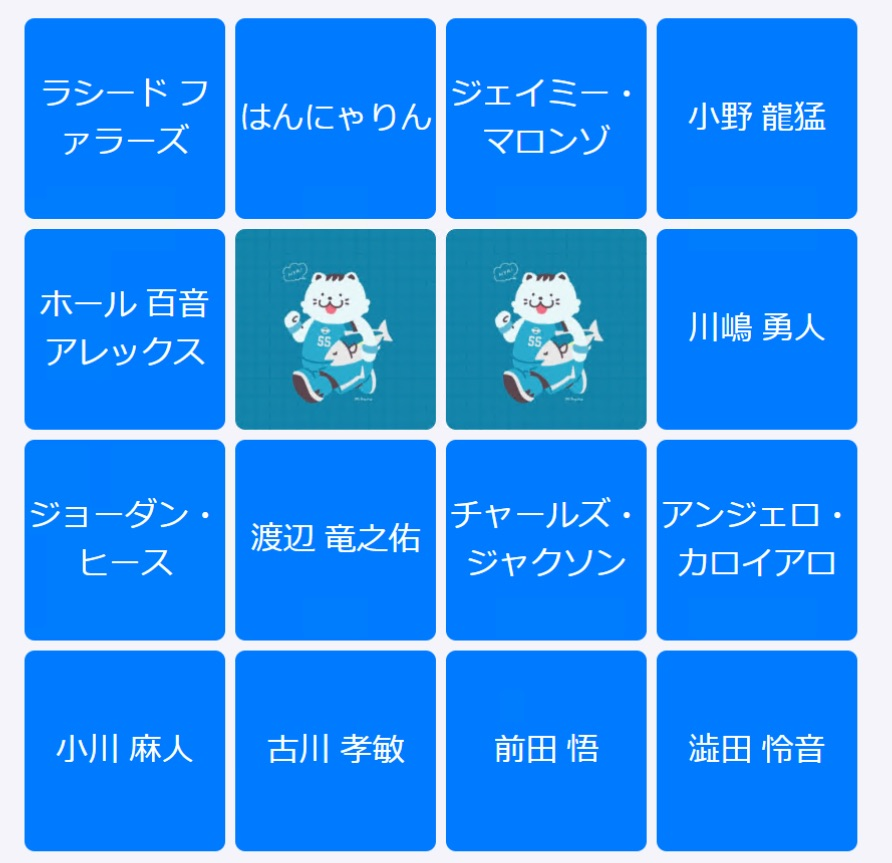 ラシード フ
ァラーズ
はんにゃりん
ジェイミー・
マロンゾ
小野 龍猛
ホール 百音
アレックス
55
55
川嶋 勇人
ジョーダン・
ヒース
渡辺 竜之佑
チャールズ・
ジャクソン
アンジェロ・
カロイアロ
小川 麻人
古川 孝敏
前田 悟
澁田 怜音